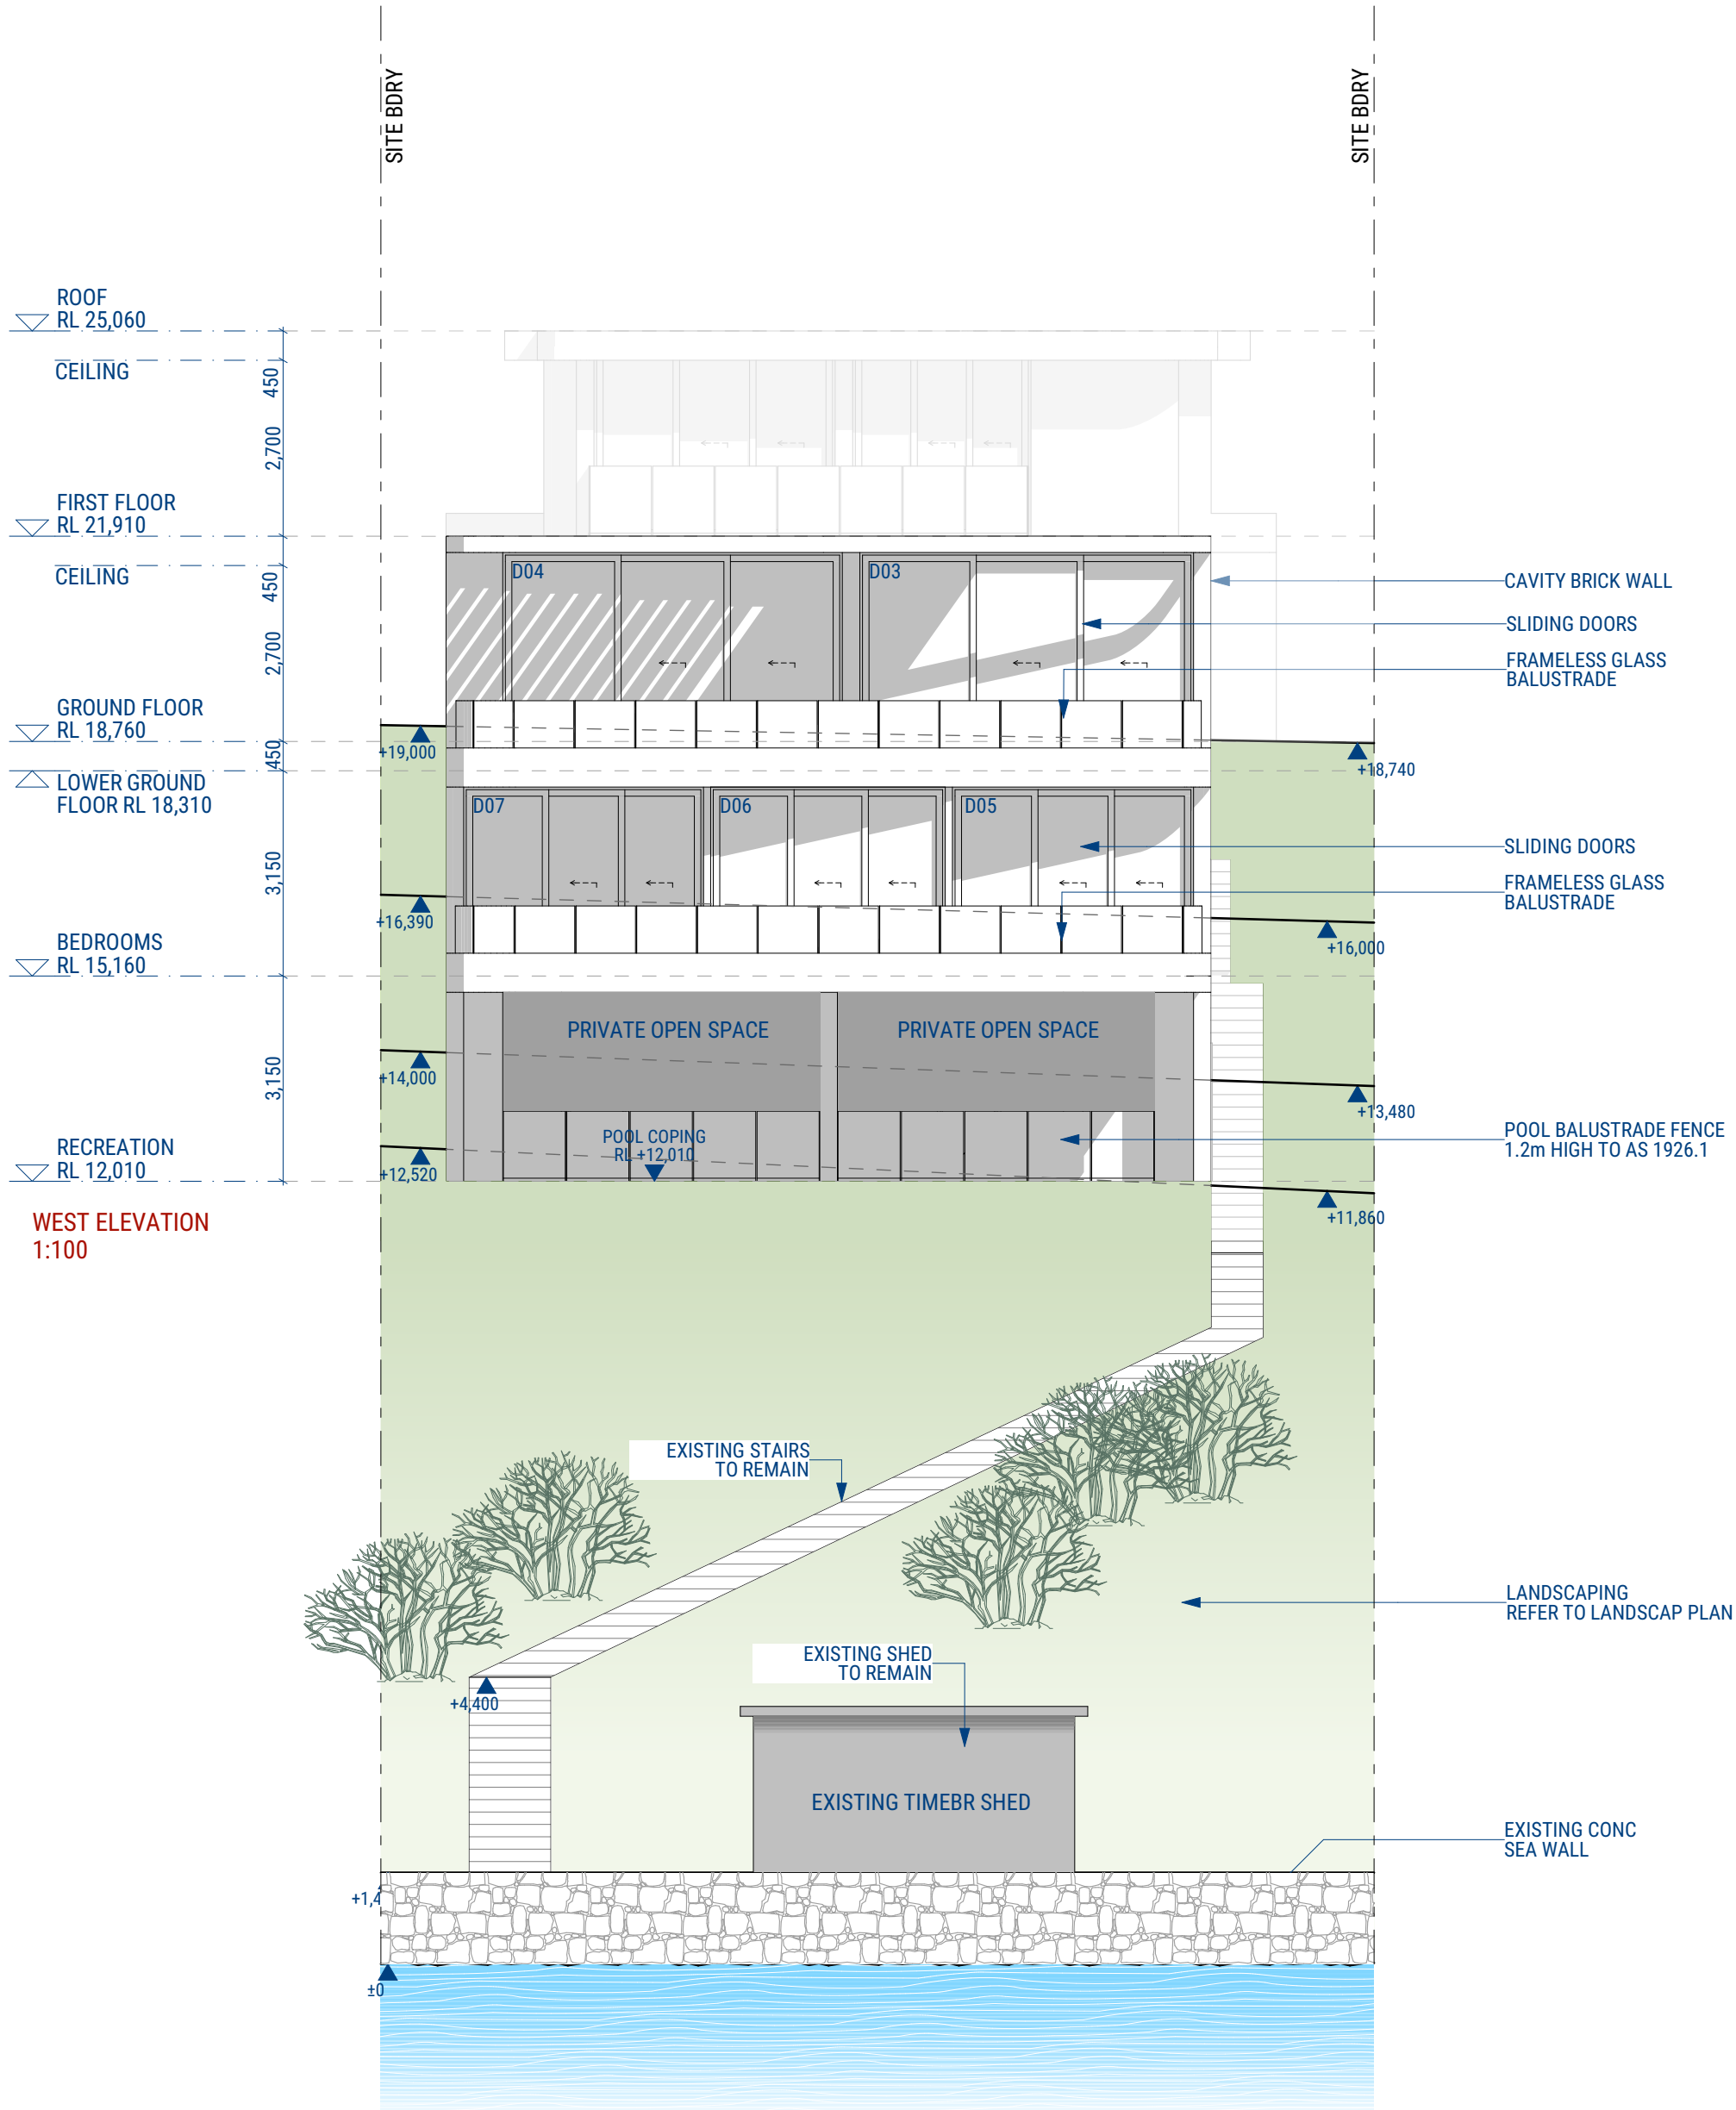 SITE BDRY
SITE BDRY
ROOF
RL 25,060
CEILING
450
2,700
FIRST FLOOR
RL 21,910
CEILING
450
2,700
D04
D03
CAVITY BRICK WALL
SLIDING DOORS
FRAMELESS GLASS
BALUSTRADE
GROUND FLOOR
RL 18,760
450
+19,000
+18,740
LOWER GROUND
FLOOR RL 18,310
D07
D06
D05
SLIDING DOORS
3,150
FRAMELESS GLASS
BALUSTRADE
+16,390
+16,000
BEDROOMS
RL 15,160
PRIVATE OPEN SPACE
PRIVATE OPEN SPACE
3,150
+14,000
+13,480
POOL BALUSTRADE FENCE
1.2m HIGH TO AS 1926.1
POOL COPING
RL +12,010
RECREATION
RL 12,010
+12,520
+11,860
WEST ELEVATION
1:100
EXISTING STAIRS
TO REMAIN
LANDSCAPING
REFER TO LANDSCAP PLAN
EXISTING SHED
TO REMAIN
+4,400
EXISTING TIMEBR SHED
EXISTING CONC
SEA WALL
+1,4
±0